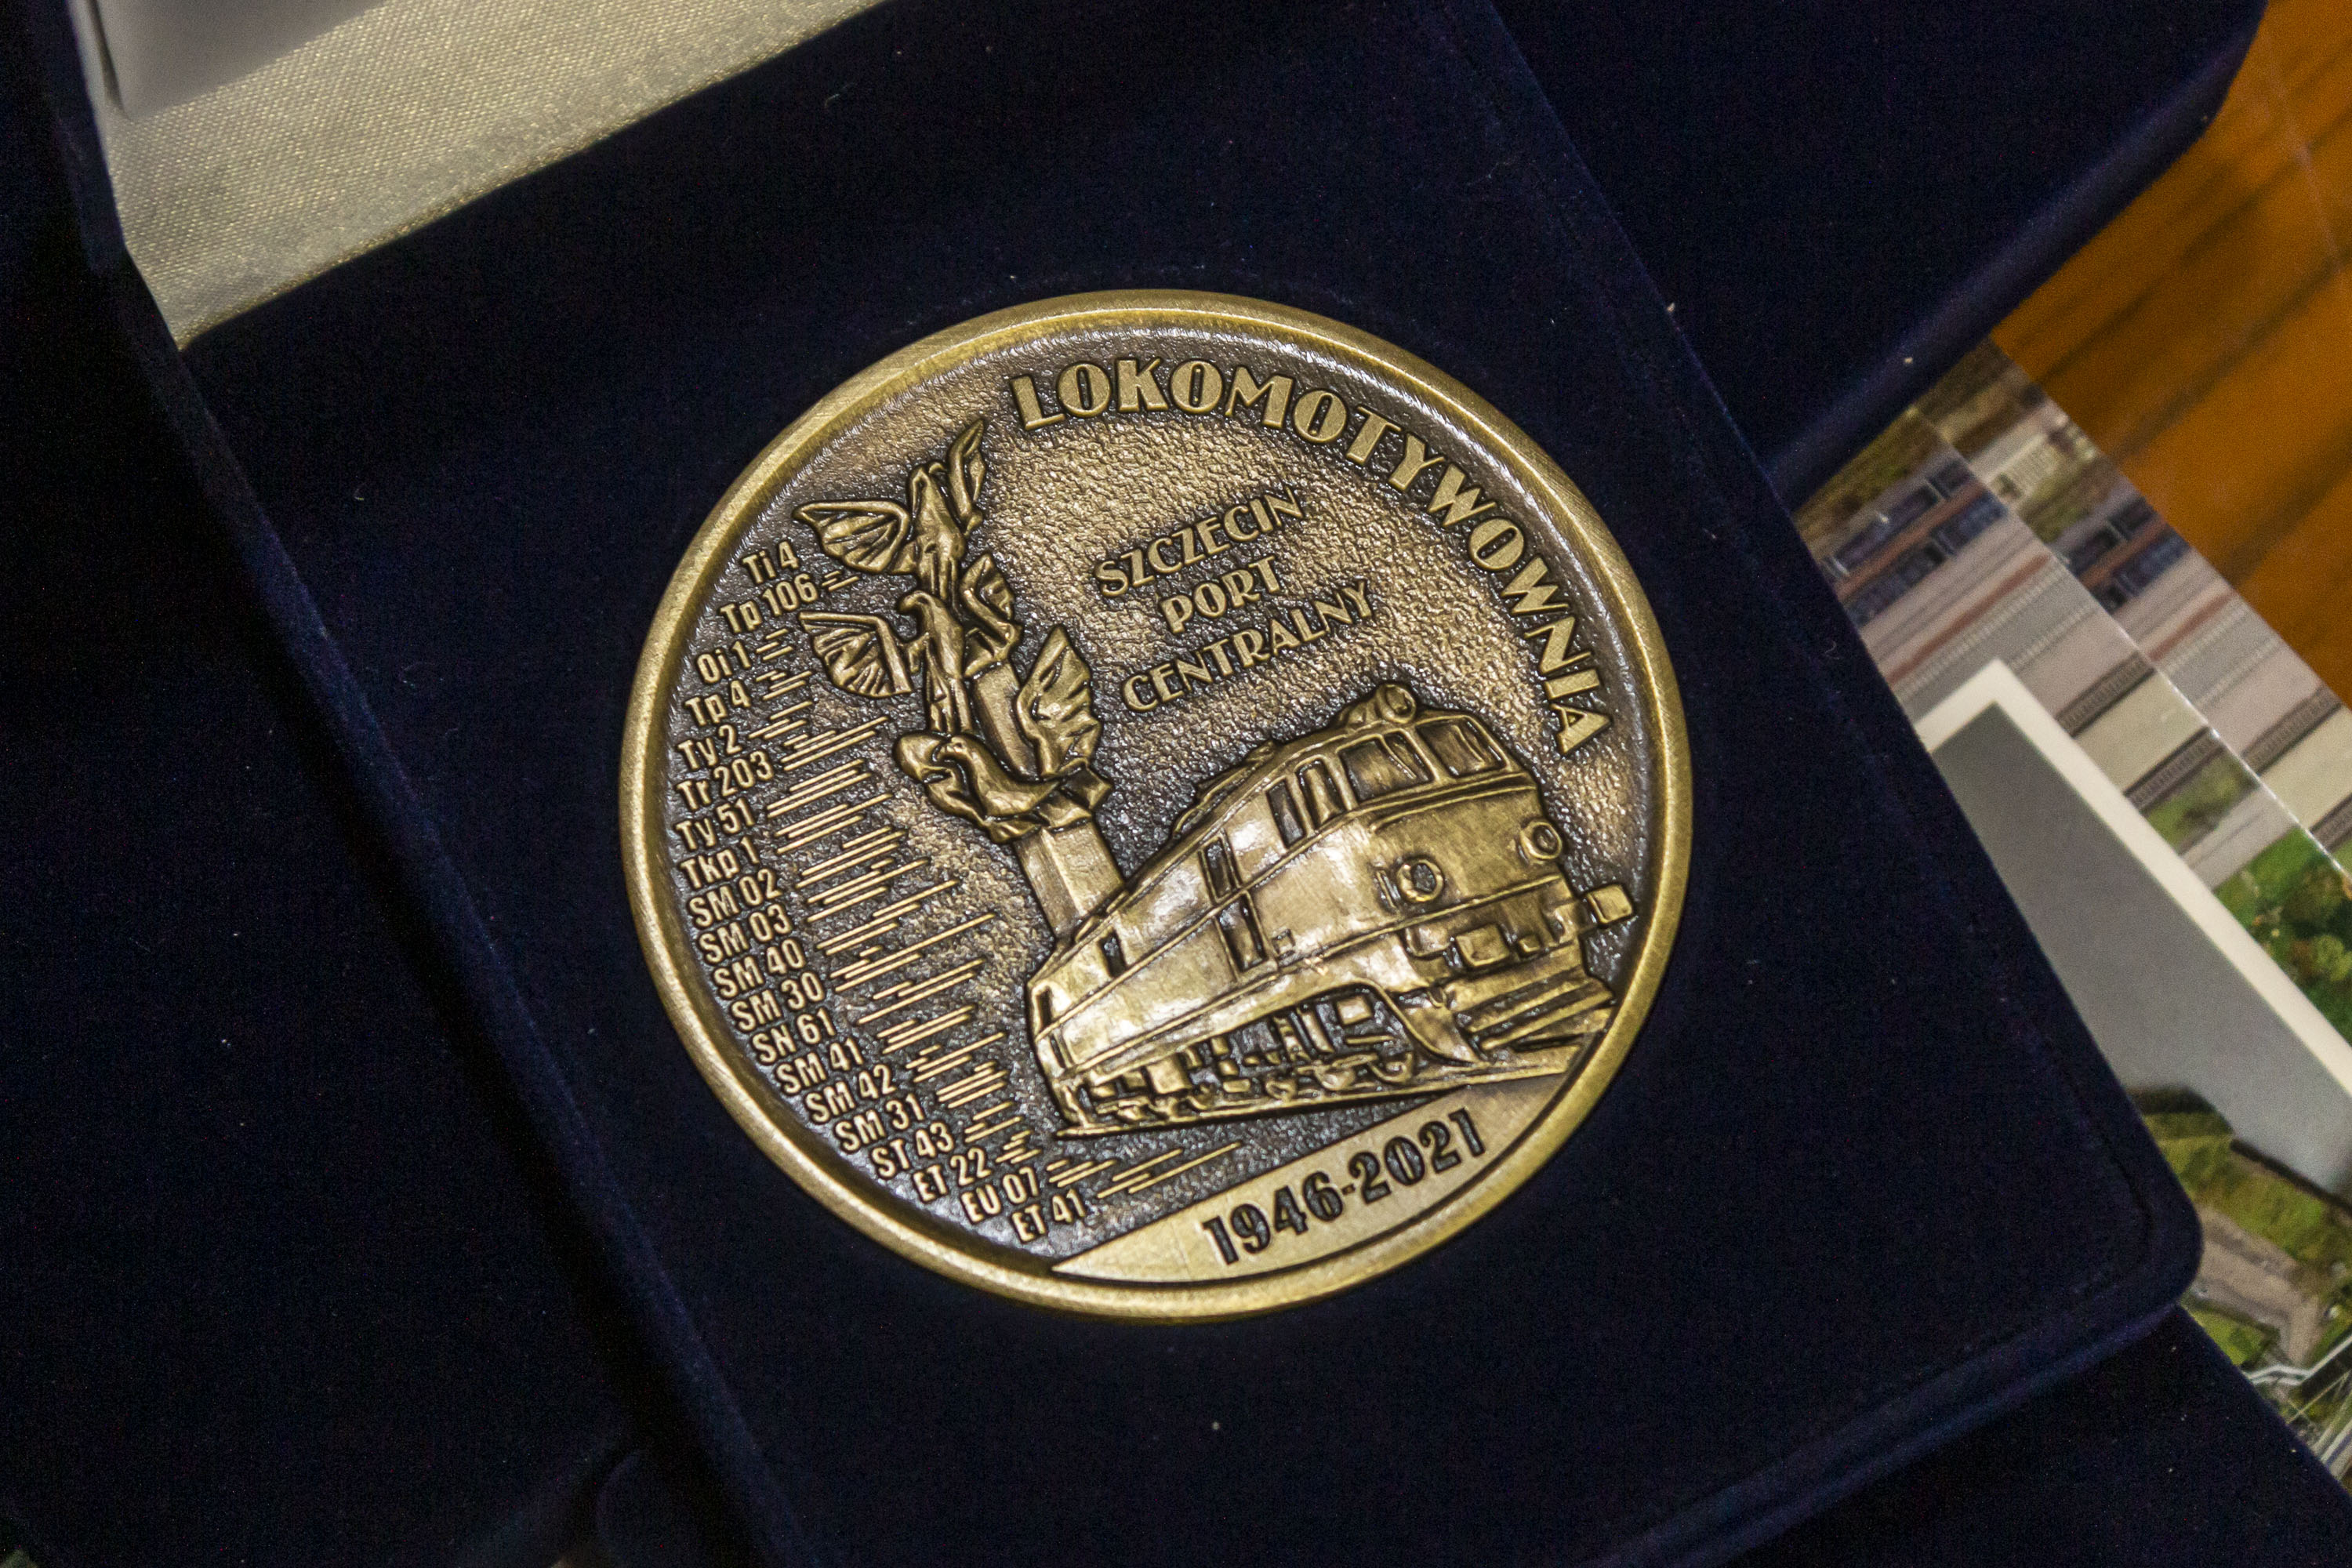 LOKOMOTYWOWNIA
SZCZECIN
PORT
CENTRALNY
Ti 4
Tp 106
Oi 1
Tp 4
Ty 2
Tr 203
Ty 51
Tkp 1
SM 02
SM 03
SM 40
SM 30
SN 61
SM 41
SM 42
SM 31
ST 43
ET 22
EU 07
ET 41
1946-2021